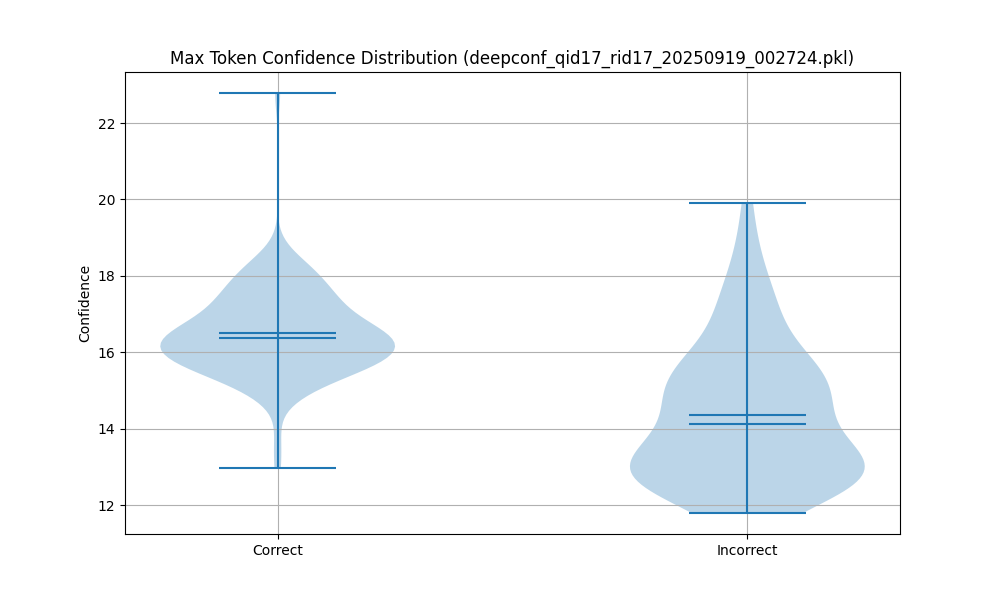 Max Token Confidence Distribution (deepconf_qid17_rid17_20250919_002724.pkl)
Confidence
22
20
18
16
14
12
Correct
Incorrect